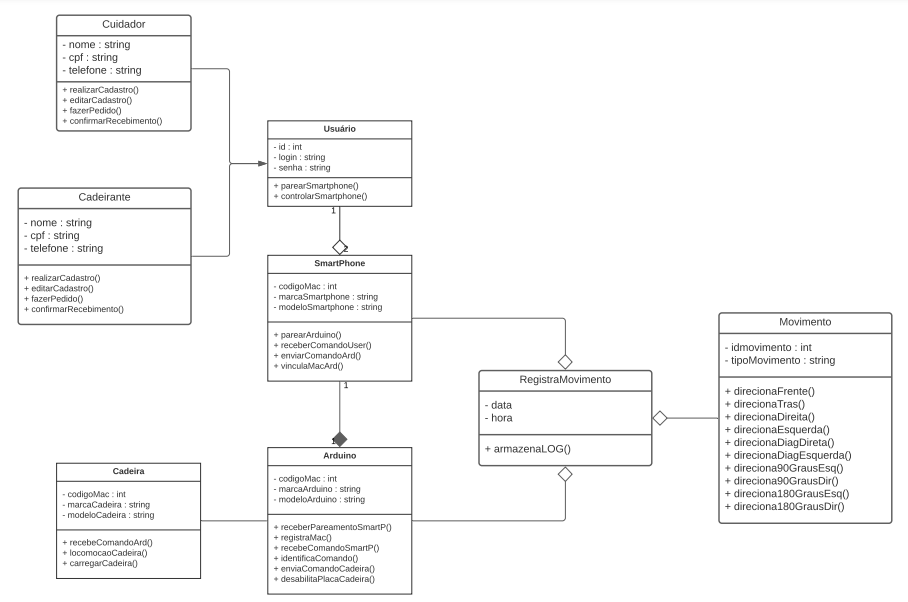 Cuidador
- nome : string
- cpf : string
- telefone : string
+ realizarCadastro()
+ editarCadastro()
+ fazerPedido()
+ confirmarRecebimento()
Cadeirante
- nome : string
- cpf : string
- telefone : string
+ realizarCadastro()
+ editarCadastro()
+ fazerPedido()
+ confirmarRecebimento()
Usuário
- id : int
- login : string
- senha : string
+ parearSmartphone()
+ controlarSmartphone()
1
2
SmartPhone
- codigoMac : int
- marcaSmartphone : string
- modeloSmartphone : string
+ parearArduino()
+ receberComandoUser()
+ enviarComandoArd()
+ vinculaMacArd()
1
1
Arduino
- codigoMac : int
- marcaArduino : string
- modeloArduino : string
+ receberPareamentoSmartP()
+ registraMac()
+ recebeComandoSmartP()
+ identificaComando()
+ enviaComandoCadeira()
+ desabilitaPlacaCadeira()
Cadeira
- codigoMac : int
- marcaCadeira : string
- modeloCadeira : string
+ recebeComandoArd()
+ locomocaoCadeira()
+ carregarCadeira()
RegistraMovimento
- data
- hora
+ armazenaLOG()
Movimento
- idmovimento : int
- tipoMovimento : string
+ direcionaFrente()
+ direcionaTras()
+ direcionaDireita()
+ direcionaEsquerda()
+ direcionaDiagDireta()
+ direcionaDiagEsquerda()
+ direciona90GrausEsq()
+ direciona90GrausDir()
+ direciona180GrausEsq()
+ direciona180GrausDir()